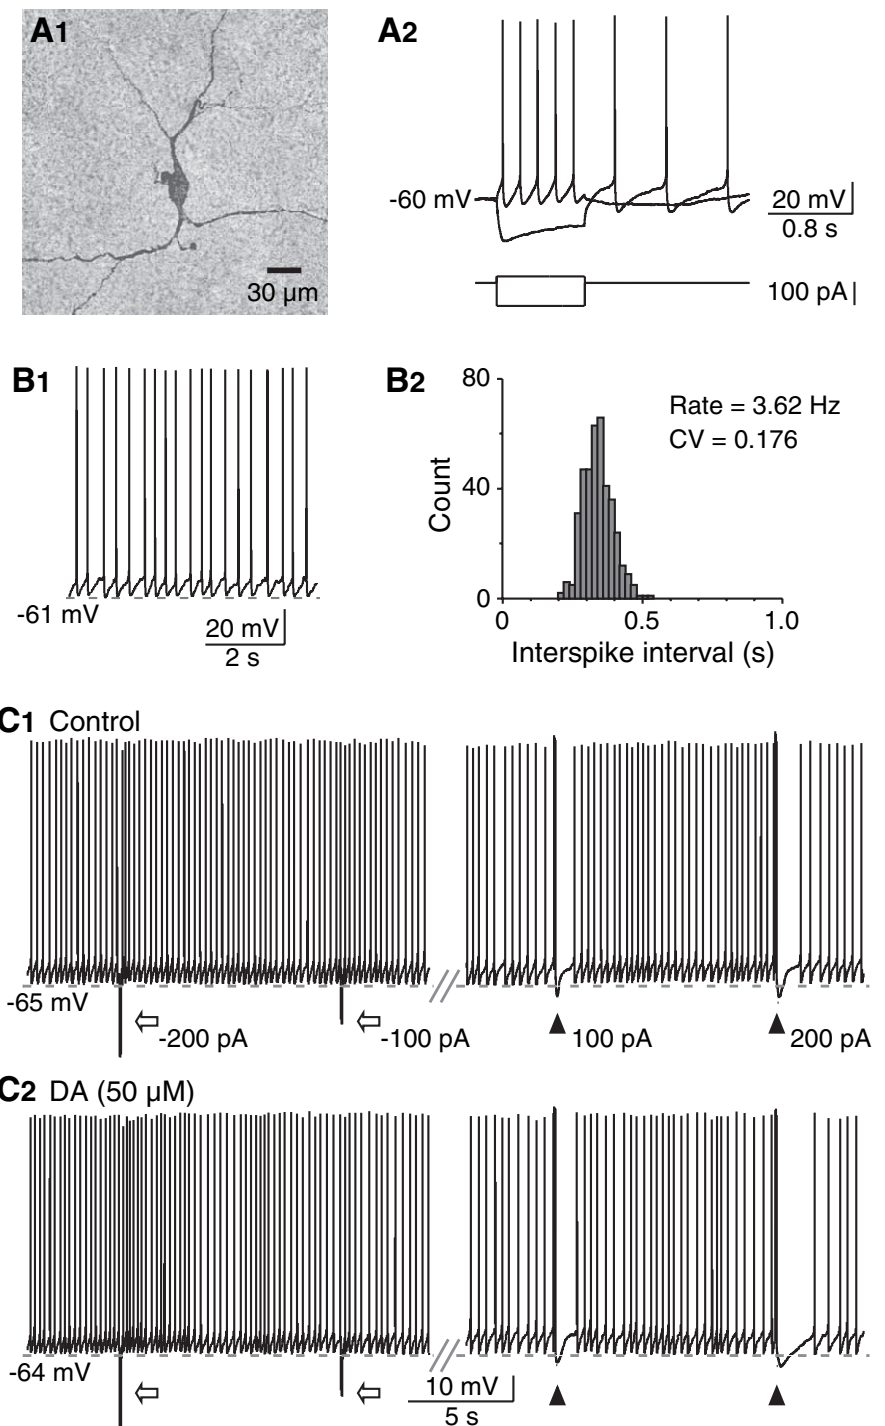 A1
30 µm
A2
-60 mV
20 mV
0.8 s
100 pA
B1
-61 mV
20 mV
2 s
B2
80
Rate = 3.62 Hz
CV = 0.176
40
Count
0
0
0.5
1.0
Interspike interval (s)
C1 Control
-65 mV
-200 pA
-100 pA
100 pA
200 pA
C2 DA (50 µM)
-64 mV
10 mV
5 s